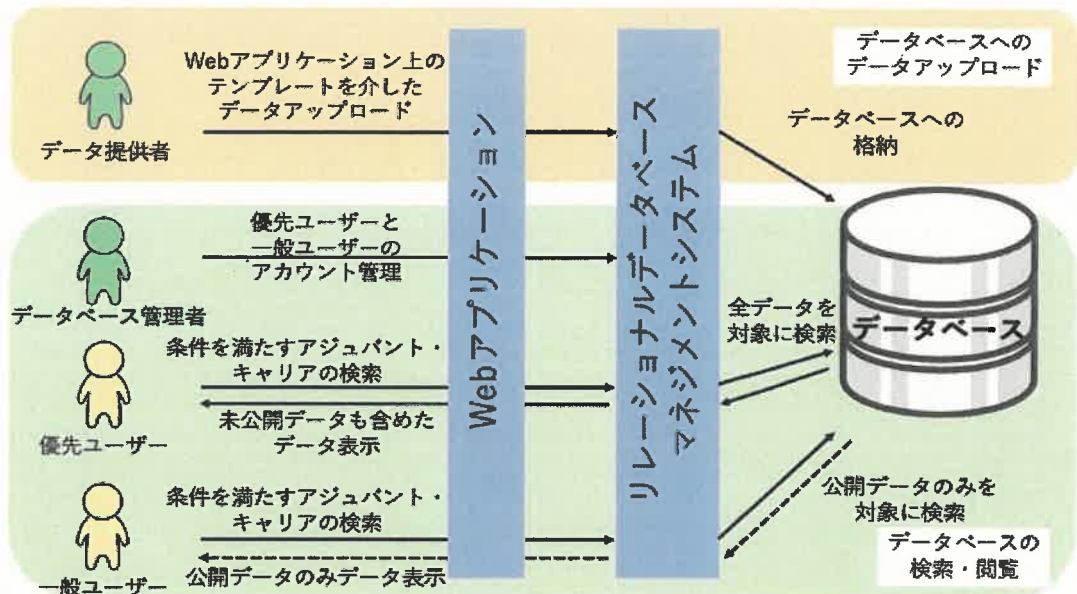 Webアプリケーション上の
テンプレートを介した
データアップロード
データ提供者
データベースへの
データアップロード
データベースへの
格納
Webアプリケーション
リレーショナルデータベース
マネジメントシステム
優先ユーザーと
一般ユーザーの
アカウント管理
データベース管理者
全データを
対象に検索
データベース
条件を満たすアジュバント・
キャリアの検索
未公開データも含めた
データ表示
優先ユーザー
条件を満たすアジュバント・
キャリアの検索
公開データのみデータ表示
一般ユーザー
公開データのみを
対象に検索
データベースの
検索・閲覧